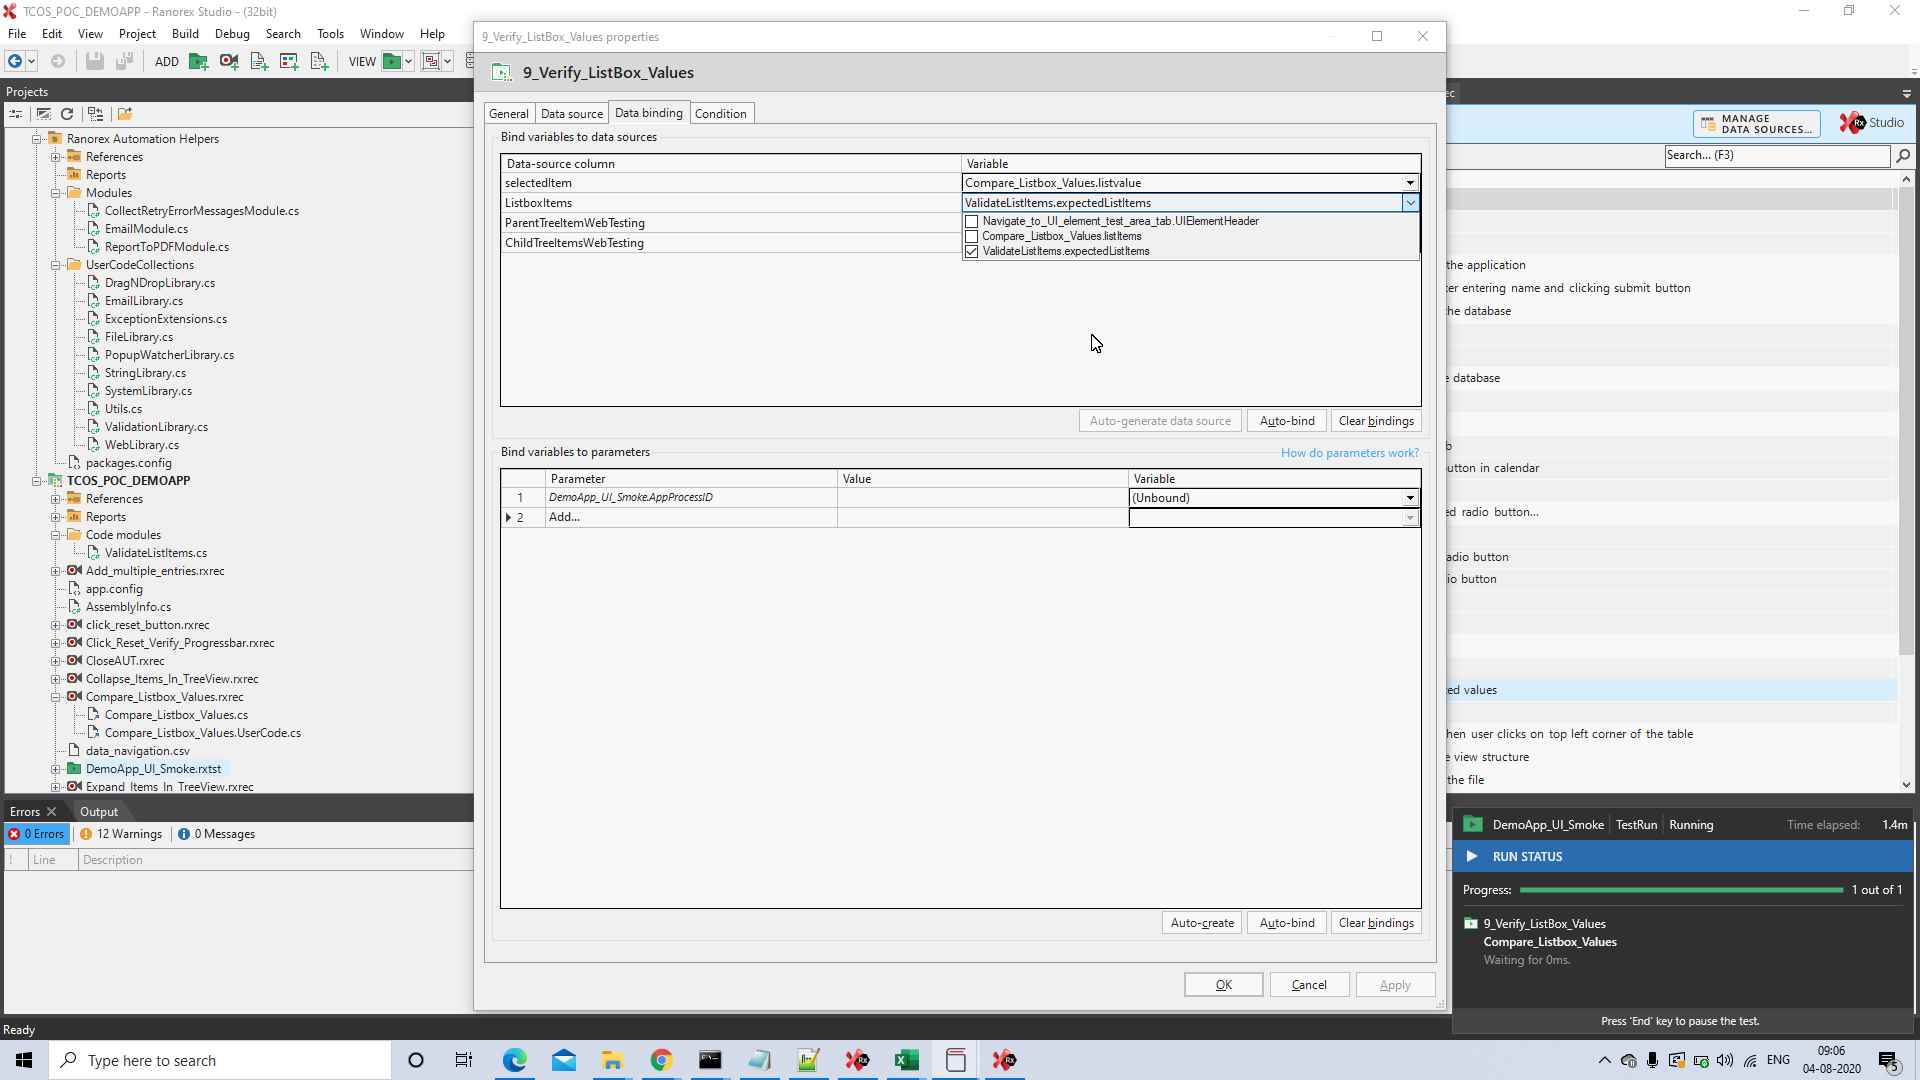 TCOS_POC_DEMOAPP - Ranorex Studio - (32bit)
File Edit View Project Build Debug Search Tools Window Help
ADD VIEW
Projects
Ranorex Automation Helpers
References
Reports
Modules
CollectRetryErrorMessagesModule.cs
EmailModule.cs
ReportToPDFModule.cs
UserCodeCollections
DragNDropLibrary.cs
EmailLibrary.cs
ExceptionExtensions.cs
FileLibrary.cs
PopupWatcherLibrary.cs
StringLibrary.cs
SystemLibrary.cs
Utils.cs
ValidationLibrary.cs
WebLibrary.cs
packages.config
TCOS_POC_DEMOAPP
References
Reports
Code modules
ValidateListItems.cs
Add_multiple_entries.rxrec
app.config
AssemblyInfo.cs
click_reset_button.rxrec
Click_Reset_Verify_Progressbar.rxrec
CloseAUT.rxrec
Collapse_Items_In_TreeView.rxrec
Compare_Listbox_Values.rxrec
Compare_Listbox_Values.cs
Compare_Listbox_Values.UserCode.cs
data_navigation.csv
DemoApp_UI_Smoke.rxtst
Expand_Items_In_TreeView.rxrec
Errors Output
0 Errors 12 Warnings 0 Messages
! Line Description
Ready
9_Verify_ListBox_Values properties
9_Verify_ListBox_Values
General Data source Data binding Condition
Bind variables to data sources
Data-source column Variable
selectedItem Compare_Listbox_Values.listvalue
ListboxItems ValidateListItems.expectedListItems
ParentTreeItemWebTesting
ChildTreeItemsWebTesting
Navigate_to_UI_element_test_area_tab.UIElementHeader
Compare_Listbox_Values.listItems
ValidateListItems.expectedListItems
Auto-generate data source Auto-bind Clear bindings
Bind variables to parameters How do parameters work?
Parameter Value Variable
1 DemoApp_UI_Smoke.AppProcessID (Unbound)
2 Add...
Auto-create Auto-bind Clear bindings
OK Cancel Apply
ec
MANAGE
DATA SOURCES...
Rx Studio
Search... (F3)
the application
er entering name and clicking submit button
he database
e database
b
utton in calendar
ed radio button...
adio button
io button
ed values
hen user clicks on top left corner of the table
e view structure
the file
DemoApp_UI_Smoke TestRun Running Time elapsed: 1.4m
RUN STATUS
Progress: 1 out of 1
9_Verify_ListBox_Values
Compare_Listbox_Values
Waiting for 0ms.
Press 'End' key to pause the test.
Type here to search
ENG
09:06
04-08-2020
5